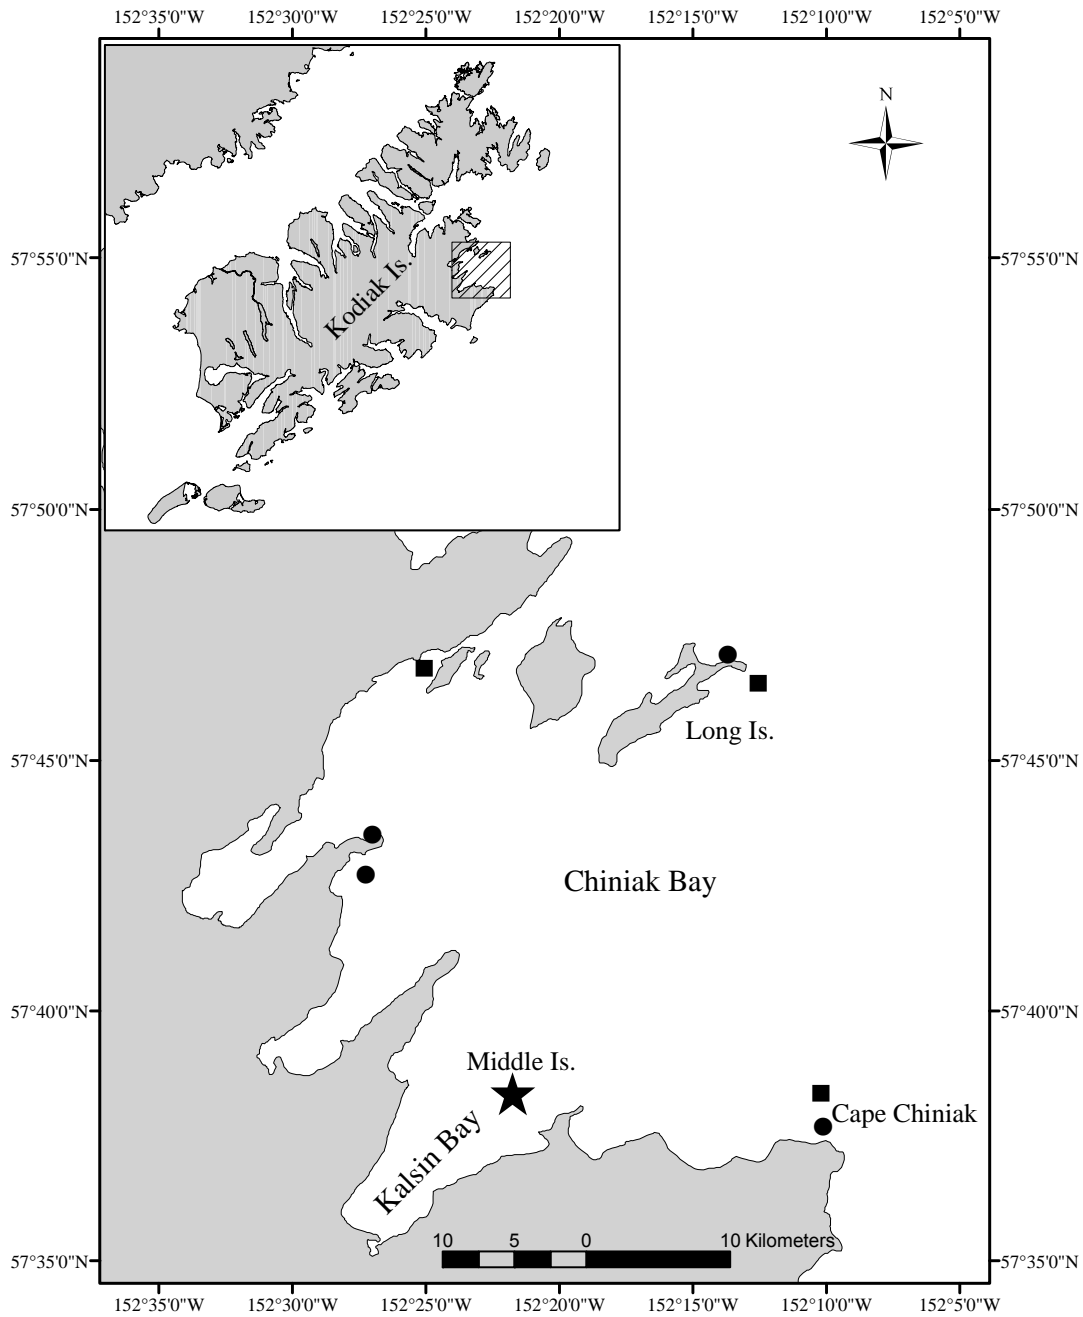 152°35'0"W 152°30'0"W 152°25'0"W 152°20'0"W 152°15'0"W 152°10'0"W 152°5'0"W
N
Kodiak Is.
57°55'0"N 57°55'0"N
57°50'0"N 57°50'0"N
Long Is.
57°45'0"N 57°45'0"N
Chiniak Bay
57°40'0"N 57°40'0"N
Middle Is.
Cape Chiniak
Kalsin Bay
10 5 0 10 Kilometers
57°35'0"N 57°35'0"N
152°35'0"W 152°30'0"W 152°25'0"W 152°20'0"W 152°15'0"W 152°10'0"W 152°5'0"W